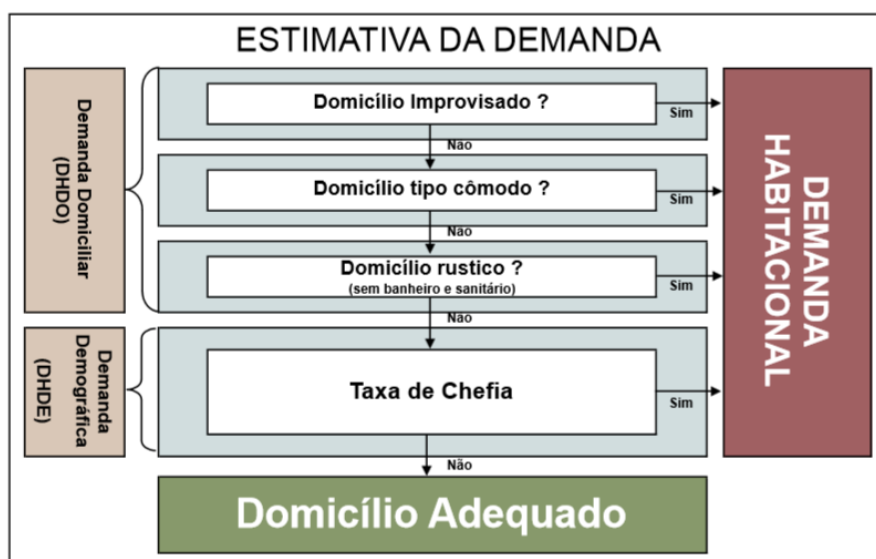 ESTIMATIVA DA DEMANDA
Demanda Domiciliar
(DHDO)
Domicílio Improvisado ?
Sim
Nao
Domicílio tipo cômodo ?
Sim
Não
Domicílio rustico ?
(sem banheiro e sanitário)
Sim
Não
Demanda
Demográfica
(DHDE)
Taxa de Chefia
Sim
Não
DEMANDA
HABITACIONAL
Domicílio Adequado